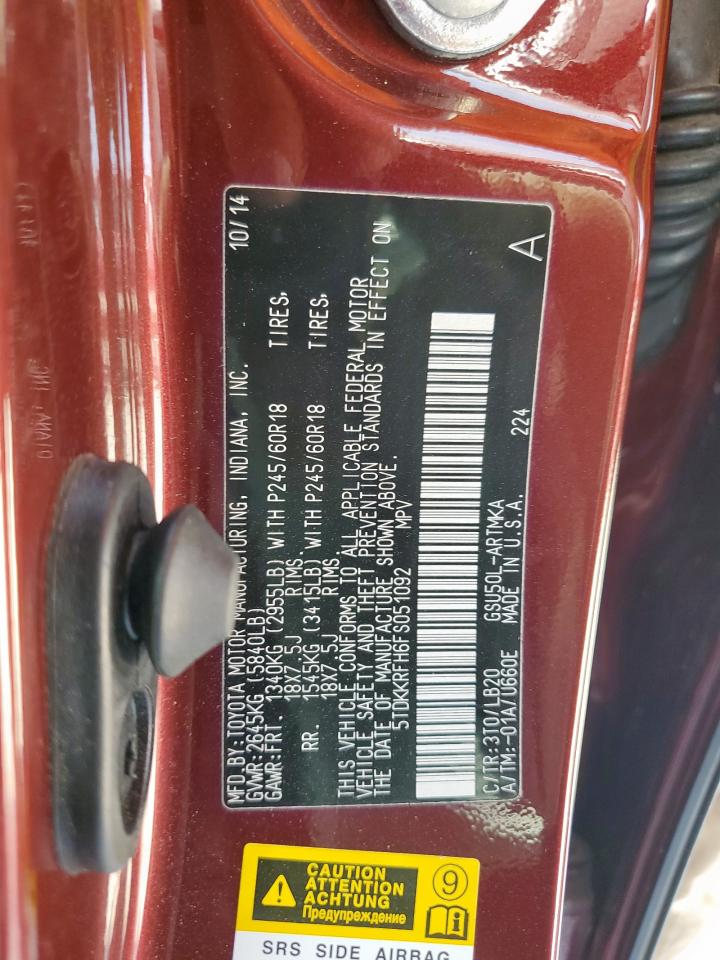 MFD.BY:TOYOTA MOTOR MANUFACTURING, INDIANA, INC. 10/14
GVWR:2645KG (5840LB)
GAWR:FRT. 1340KG (2955LB) WITH P245/60R18 TIRES,
18X7.5J RIMS.
RR. 1545KG (3415LB) WITH P245/60R18 TIRES,
18X7.5J RIMS.
THIS VEHICLE CONFORMS TO ALL APPLICABLE FEDERAL MOTOR
VEHICLE SAFETY AND THEFT PREVENTION STANDARDS IN EFFECT ON
THE DATE OF MANUFACTURE SHOWN ABOVE.
5TDKKRFH6FS051092 MPV
C/TR:3T0/LB20 GSU50L-ARTMKA 224
A/TM:-01A/U660E MADE IN U.S.A. A
CAUTION
ATTENTION
ACHTUNG
Предупреждение
9
SRS SIDE AIRBAG